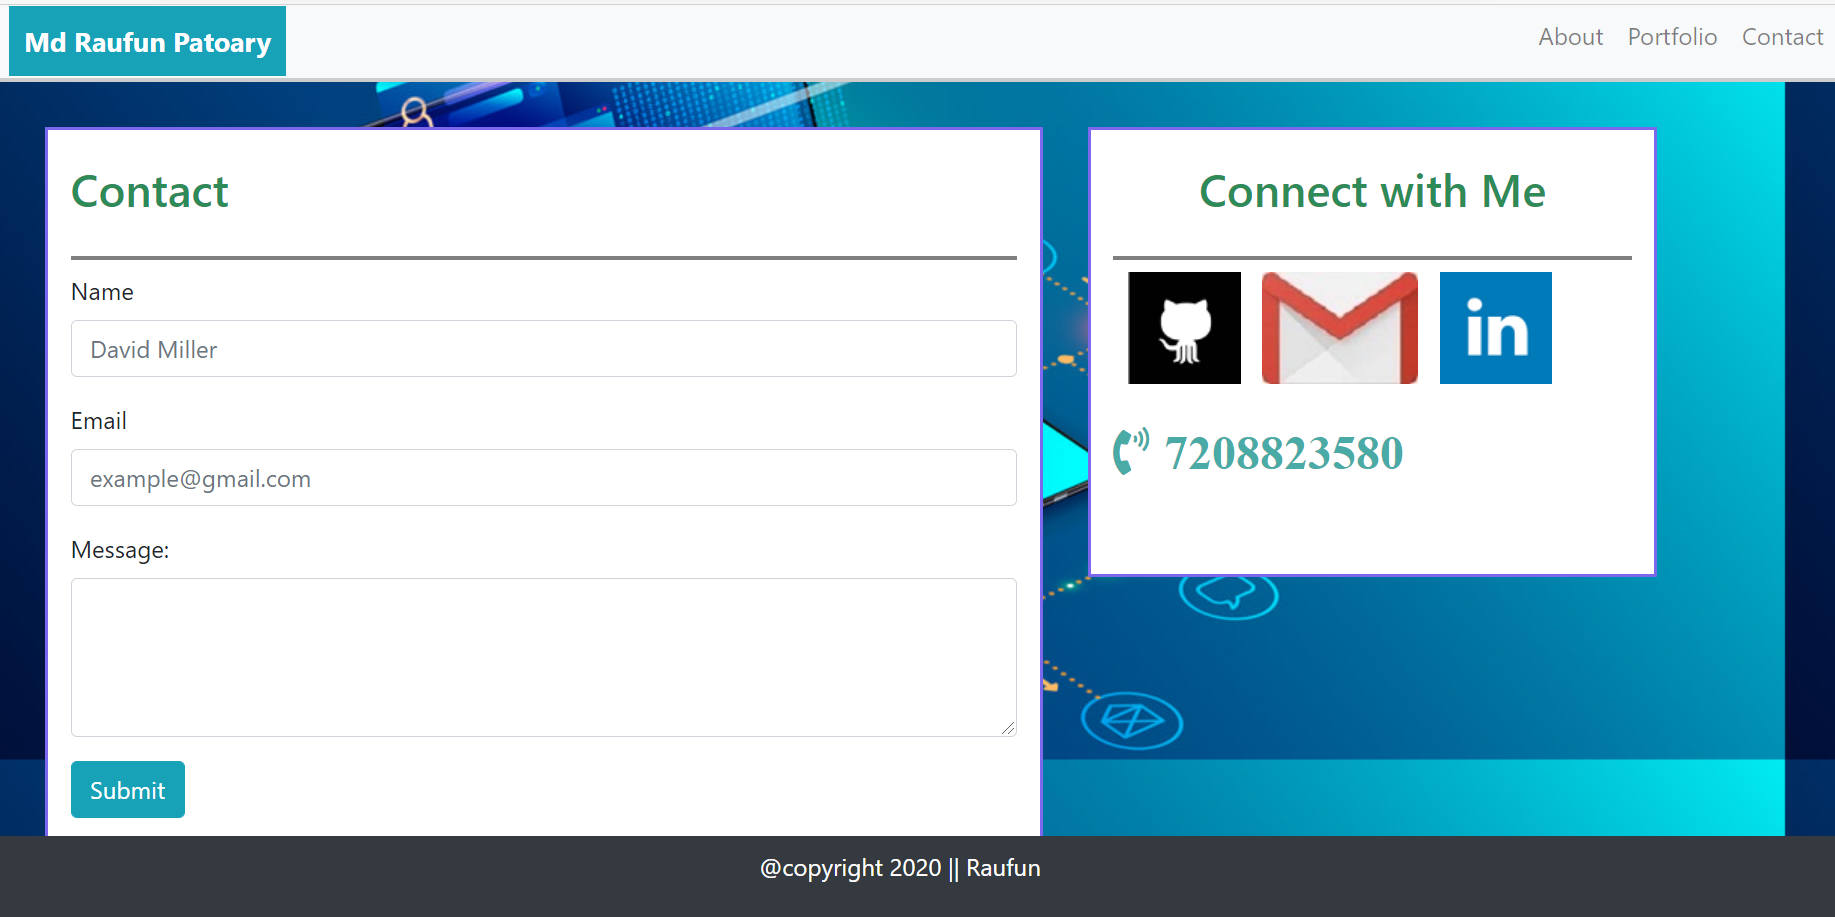 Md Raufun Patoary
About Portfolio Contact
Contact
Name
David Miller
Email
example@gmail.com
Message:
Submit
Connect with Me
in
7208823580
@copyright 2020 || Raufun